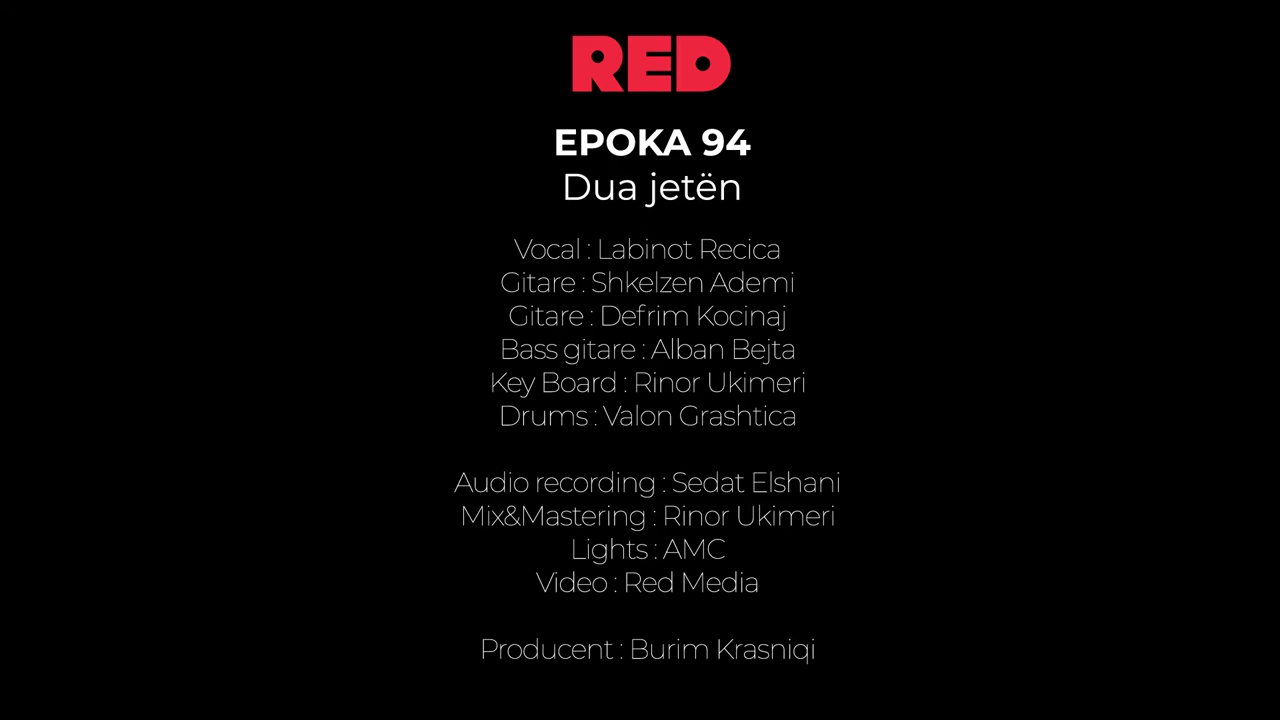 RED
EPOKA 94
Dua jetën
Vocal : Labinot Recica
Gitare : Shkelzen Ademi
Gitare : Defrim Kocinaj
Bass gitare : Alban Bejta
Key Board : Rinor Ukimeri
Drums : Valon Grashtica
Audio recording : Sedat Elshani
Mix&Mastering : Rinor Ukimeri
Lights : AMC
Video : Red Media
Producent : Burim Krasniqi